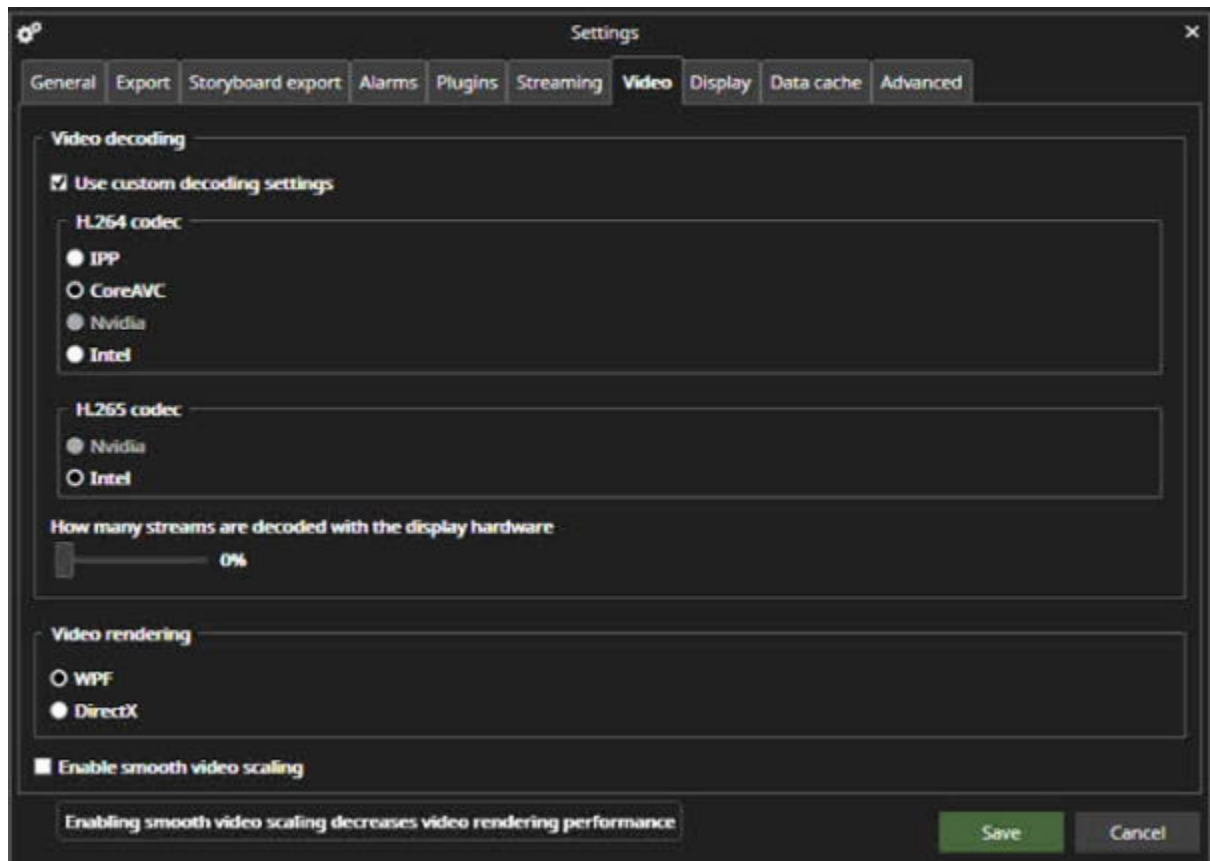 Settings
General Export Storyboard export Alarms Plugins Streaming Video Display Data cache Advanced
Video decoding
Use custom decoding settings
H.264 codec
IPP
CoreAVC
Nvidia
Intel
H.265 codec
Nvidia
Intel
How many streams are decoded with the display hardware
0%
Video rendering
WPF
DirectX
Enable smooth video scaling
Enabling smooth video scaling decreases video rendering performance
Save Cancel